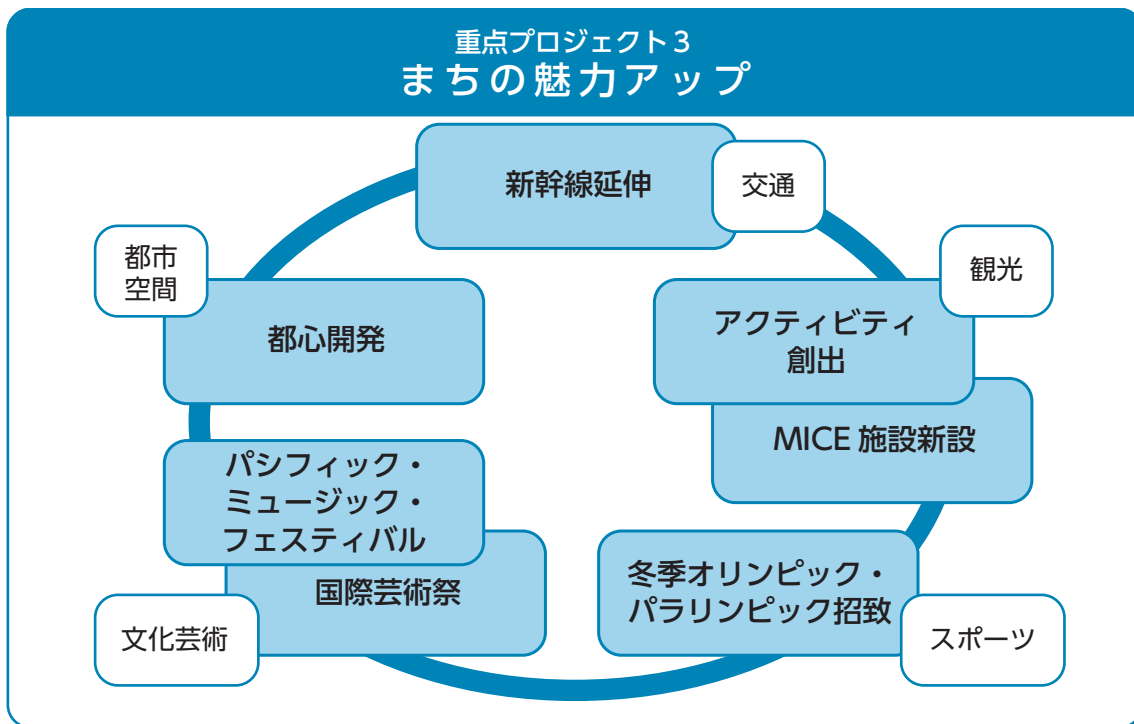 重点プロジェクト3
まちの魅力アップ
新幹線延伸
交通
都市
空間
都心開発
観光
アクティビティ
創出
MICE 施設新設
パシフィック・
ミュージック・
フェスティバル
国際芸術祭
文化芸術
冬季オリンピック・
パラリンピック招致
スポーツ